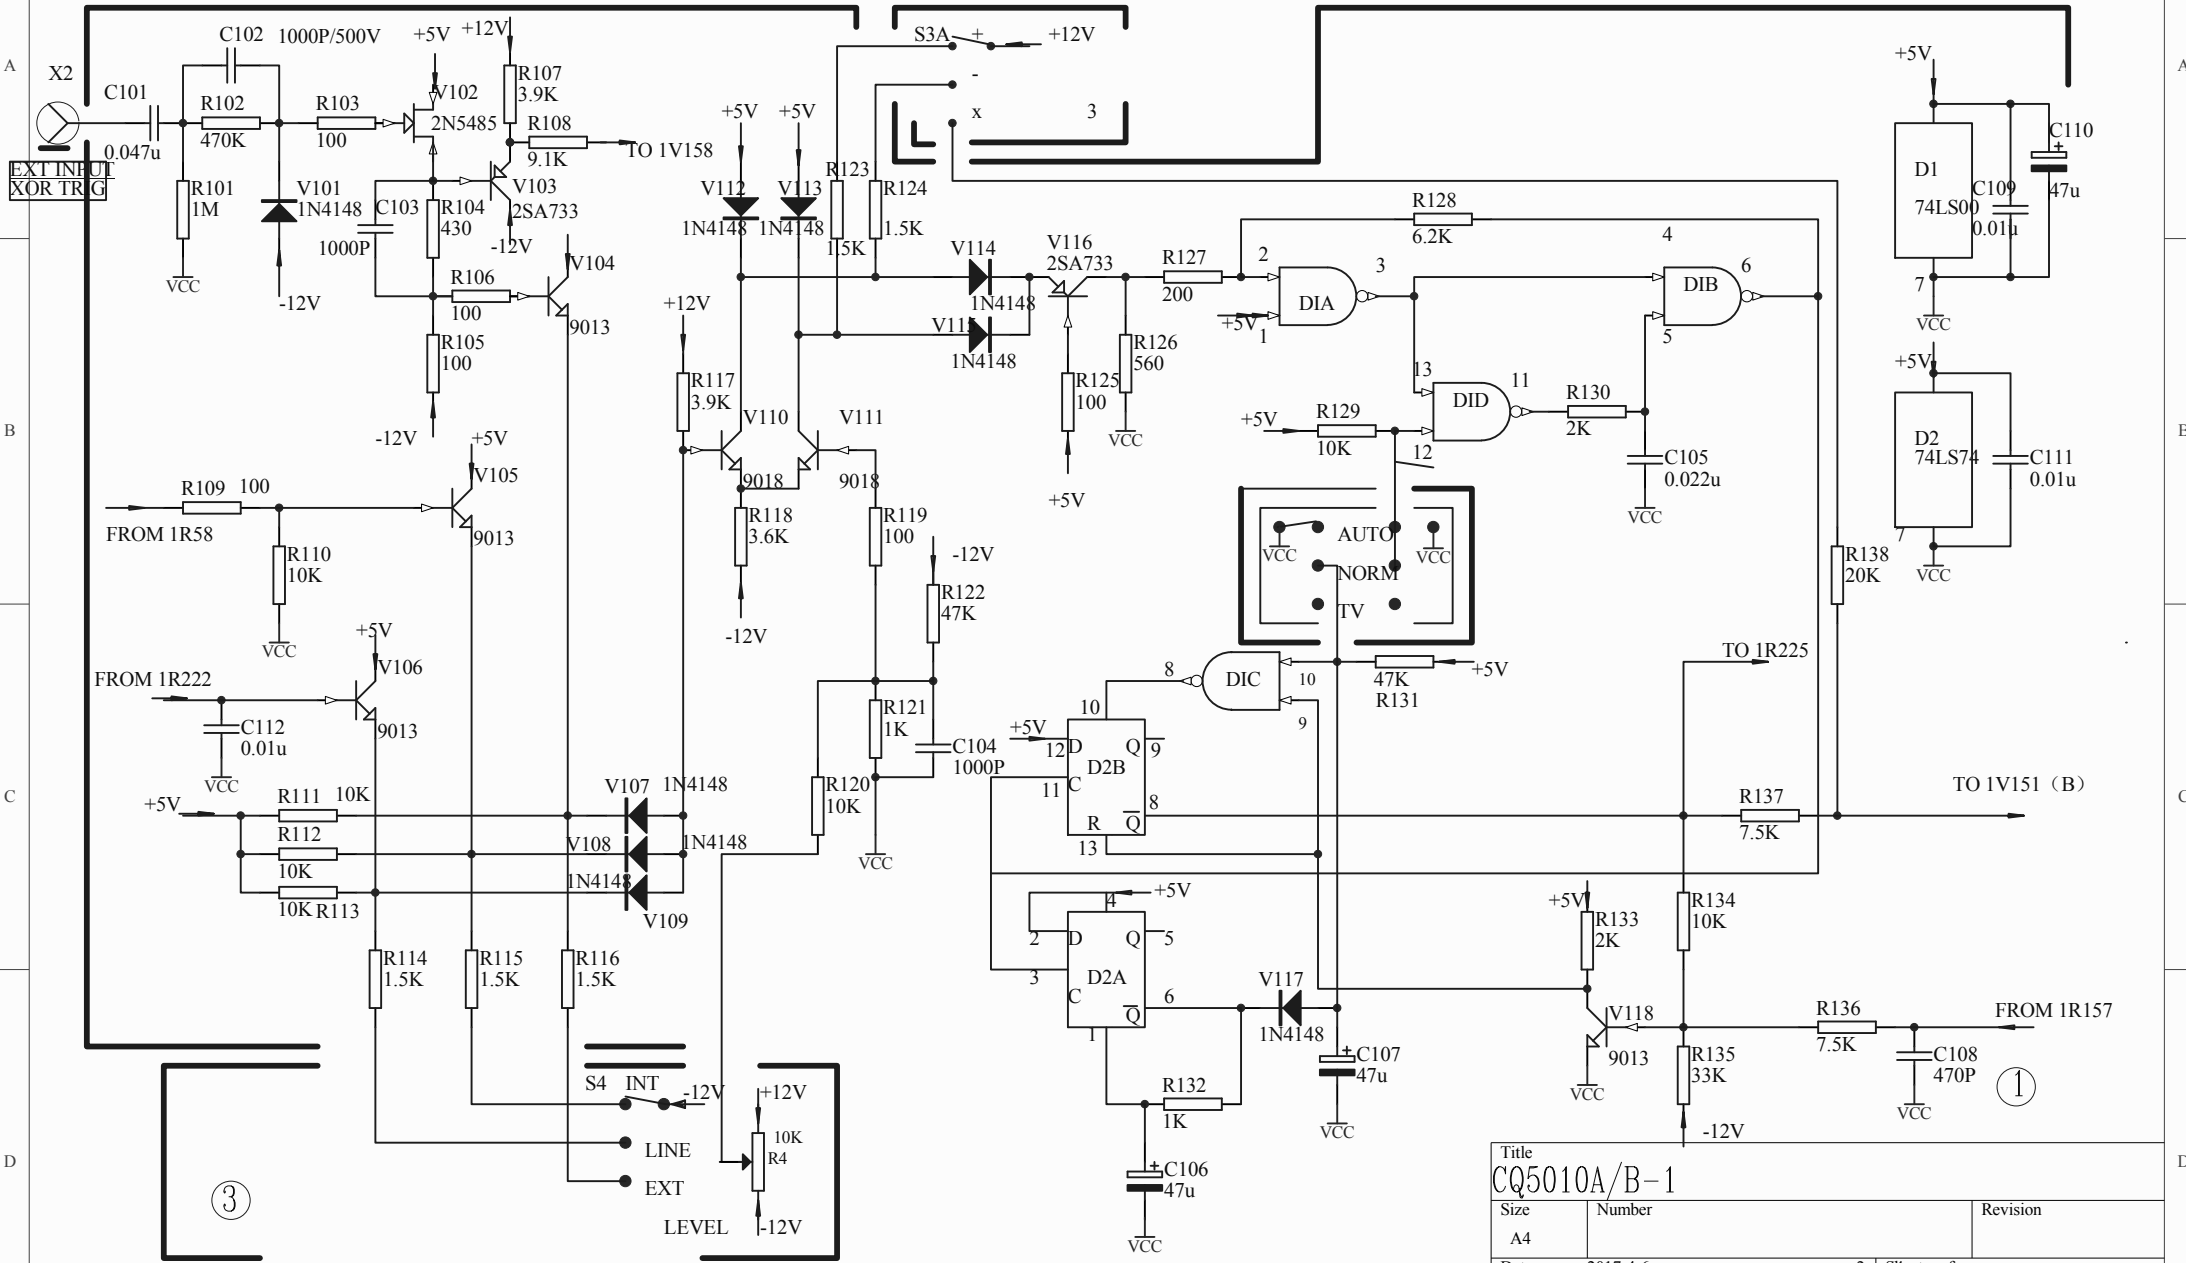 A
B
C
D
X2
EXT INPUT
XOR TRIG
C101
0.047u
C102 1000P/500V
R102
470K
R101
1M
V101
1N4148
-12V
VCC
R103
100
+5V
V102
2N5485
+12V
R107
3.9K
R108
9.1K
TO 1V158
V103
2SA733
-12V
C103
1000P
R104
430
R106
100
V104
9013
R105
100
-12V
R109 100
FROM 1R58
R110
10K
VCC
+5V
V105
9013
+5V
V106
9013
FROM 1R222
C112
0.01u
VCC
+5V
R111 10K
R112
10K
10K R113
V107 1N4148
V108 1N4148
1N4148
V109
R114
1.5K
R115
1.5K
R116
1.5K
S4 INT
-12V
LINE
EXT
+12V
10K
R4
LEVEL
-12V
3
S3A + +12V
-
x 3
+5V
+5V
V112
1N4148
V113
1N4148
R123
1.5K
R124
1.5K
+12V
R117
3.9K
V110
9018
V111
9018
R118
3.6K
-12V
R119
100
-12V
R122
47K
R121
1K
C104
1000P
R120
10K
VCC
V114
1N4148
V115
1N4148
V116
2SA733
R125
100
+5V
R126
560
VCC
R127
200
R128
6.2K
2
+5V
1
DIA
3
4
DIB
6
5
13
DID
11
12
+5V
R129
10K
R130
2K
C105
0.022u
VCC
AUTO
VCC
VCC
NORM
TV
8
DIC
10
9
47K
R131
+5V
10
+5V
12 D
Q 9
D2B
11 C
R
Q
8
13
4
+5V
2 D
Q 5
D2A
3
C
Q
6
1
V117
1N4148
R132
1K
C106
47u
VCC
C107
47u
VCC
+5V
R133
2K
V118
9013
VCC
R134
10K
R135
33K
-12V
R136
7.5K
C108
470P
VCC
FROM 1R157
1
TO 1R225
R137
7.5K
R138
20K
TO 1V151（B）
+5V
D1
74LS00
7
VCC
C109
0.01u
C110
47u
+5V
D2
74LS74
7
VCC
C111
0.01u
A
B
D
Title
CQ5010A/B-1
Size
Number
Revision
A4